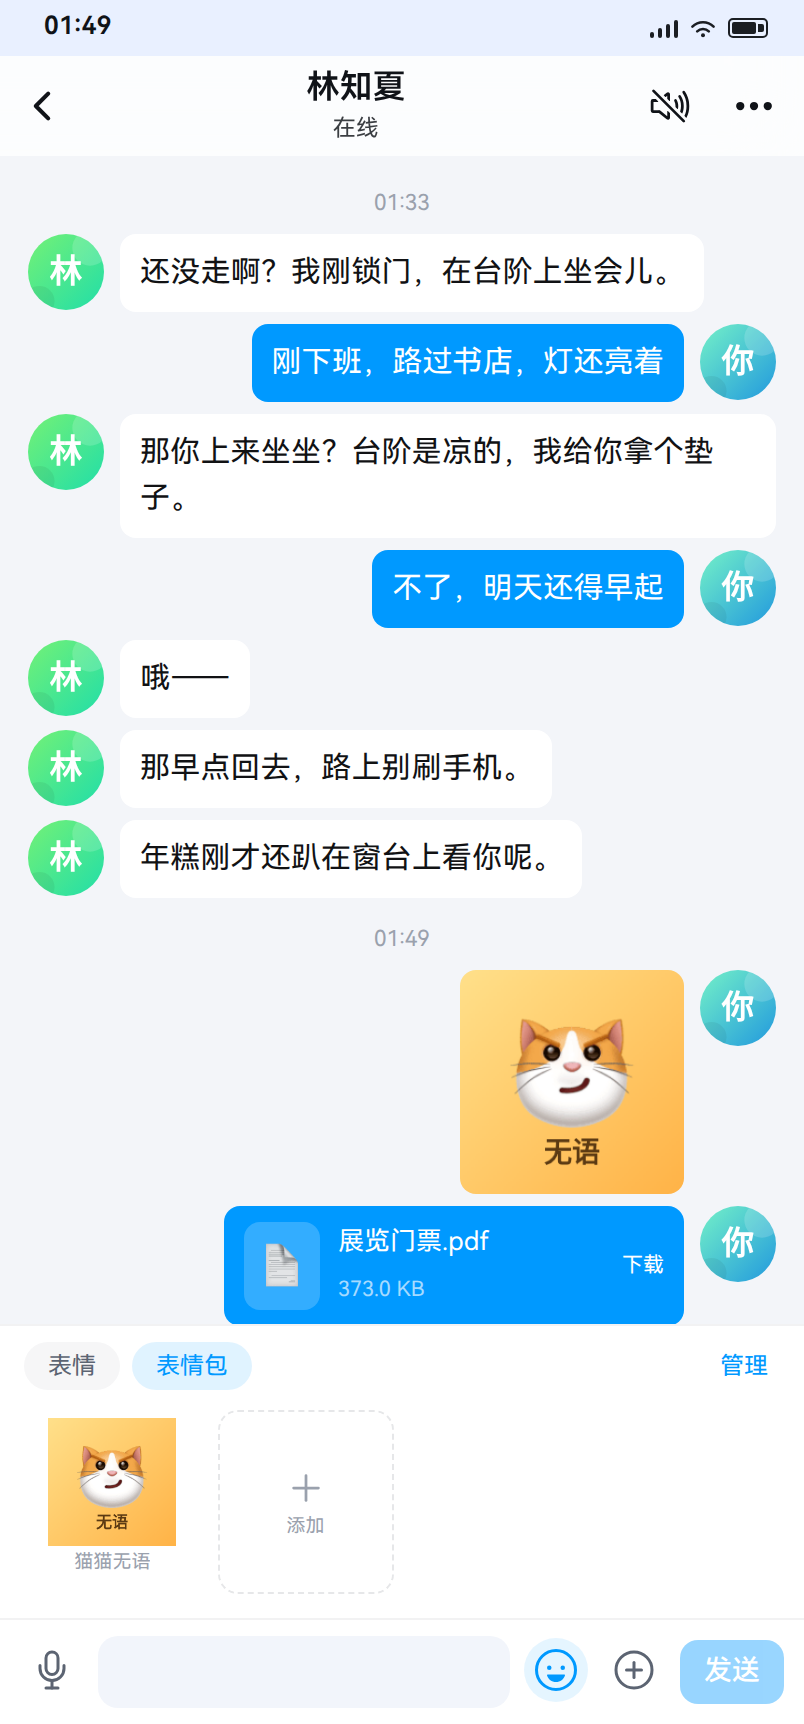 01:49
林知夏
在线
01:33
林
还没走啊？我刚锁门，在台阶上坐会儿。
刚下班，路过书店，灯还亮着
你
林
那你上来坐坐？台阶是凉的，我给你拿个垫
子。
不了，明天还得早起
你
林
哦——
林
那早点回去，路上别刷手机。
林
年糕刚才还趴在窗台上看你呢。
01:49
你
无语
展览门票.pdf
373.0 KB
下载
你
表情
表情包
管理
无语
猫猫无语
添加
发送